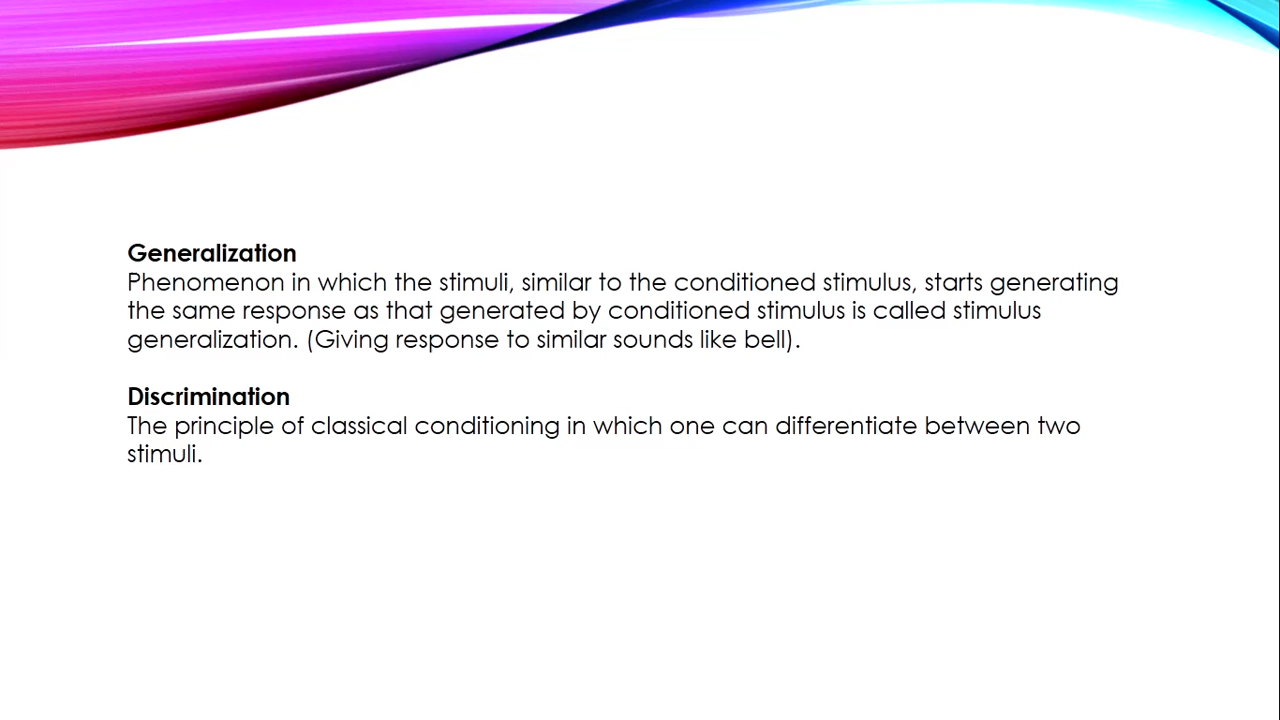 Generalization
Phenomenon in which the stimuli, similar to the conditioned stimulus, starts generating
the same response as that generated by conditioned stimulus is called stimulus
generalization. (Giving response to similar sounds like bell).
Discrimination
The principle of classical conditioning in which one can differentiate between two
stimuli.